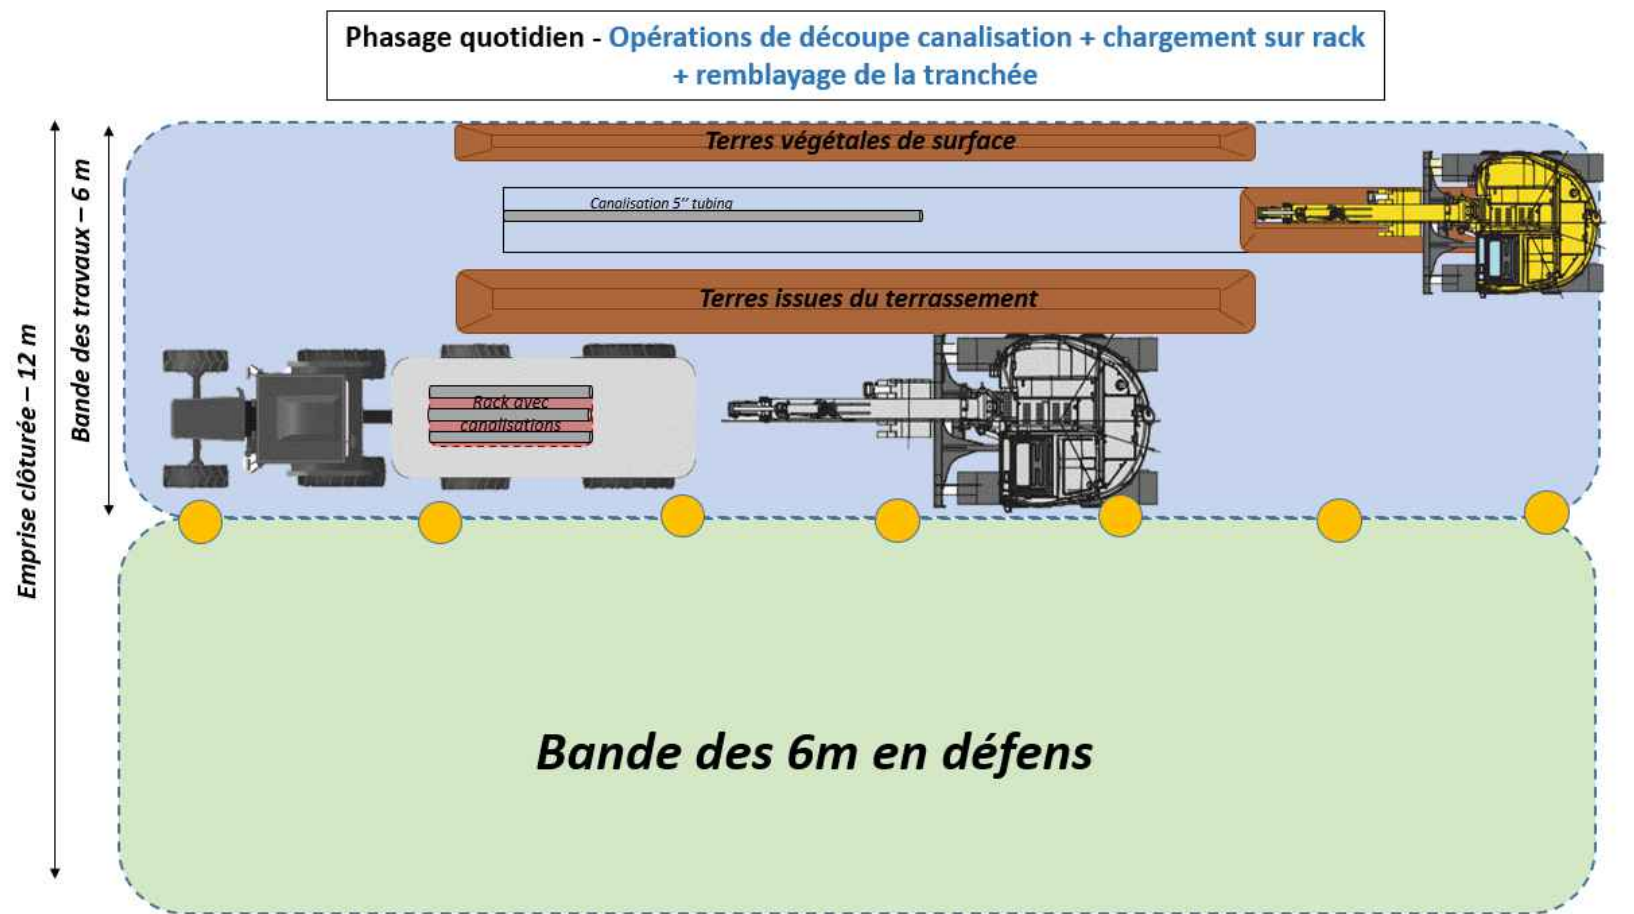 Phasage quotidien - Opérations de découpe canalisation + chargement sur rack
+ remblayage de la tranchée
Terres végétales de surface
Canalisation 5’’ tubing
Terres issues du terrassement
Rack avec
canalisations
Bande des travaux – 6 m
Emprise clôturée – 12 m
Bande des 6m en défens